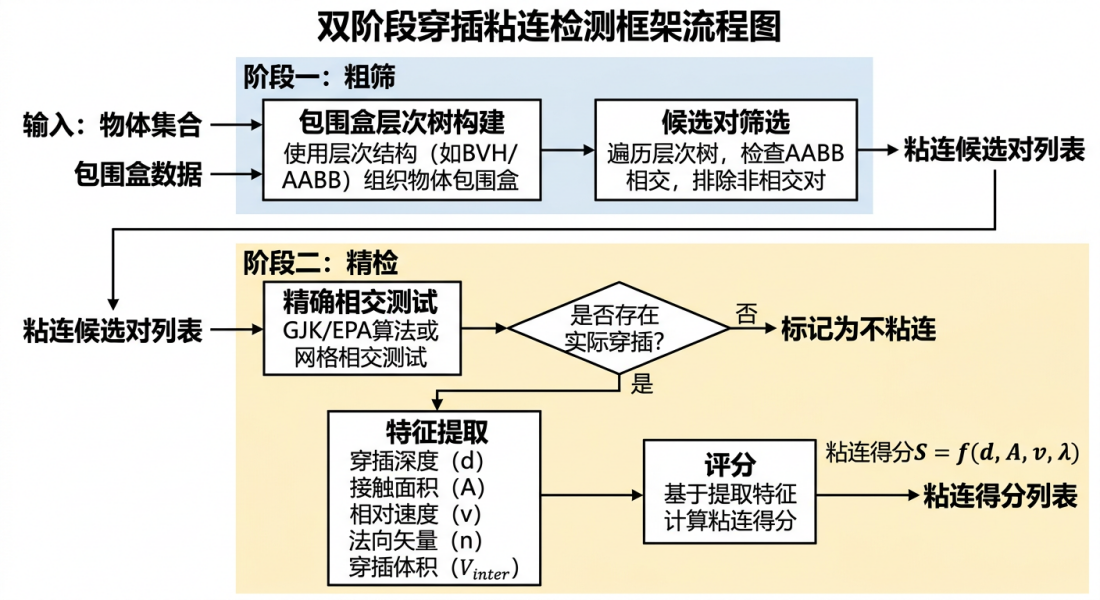 双阶段穿插粘连检测框架流程图
阶段一：粗筛
输入：物体集合
包围盒数据
包围盒层次树构建
使用层次结构（如BVH/
AABB）组织物体包围盒
候选对筛选
遍历层次树，检查AABB
相交，排除非相交对
粘连候选对列表
阶段二：精检
粘连候选对列表
精确相交测试
GJK/EPA算法或
网格相交测试
是否存在
实际穿插？
否
标记为不粘连
是
特征提取
穿插深度（d）
接触面积（A）
相对速度（v）
法向矢量（n）
穿插体积（V_{inter}）
评分
基于提取特征
计算粘连得分
粘连得分S = f(d, A, v, λ)
粘连得分列表